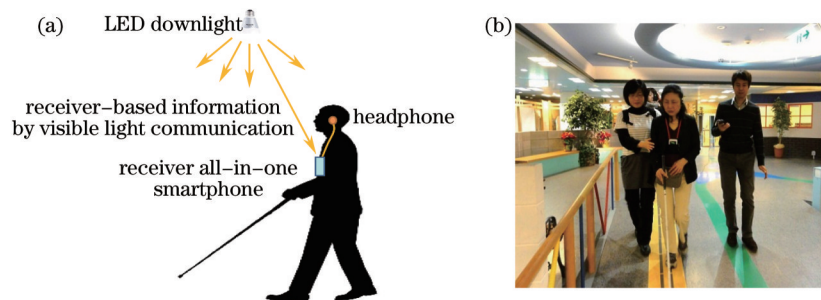 (a)
LED downlight
receiver−based information
by visible light communication
headphone
receiver all−in−one
smartphone
(b)